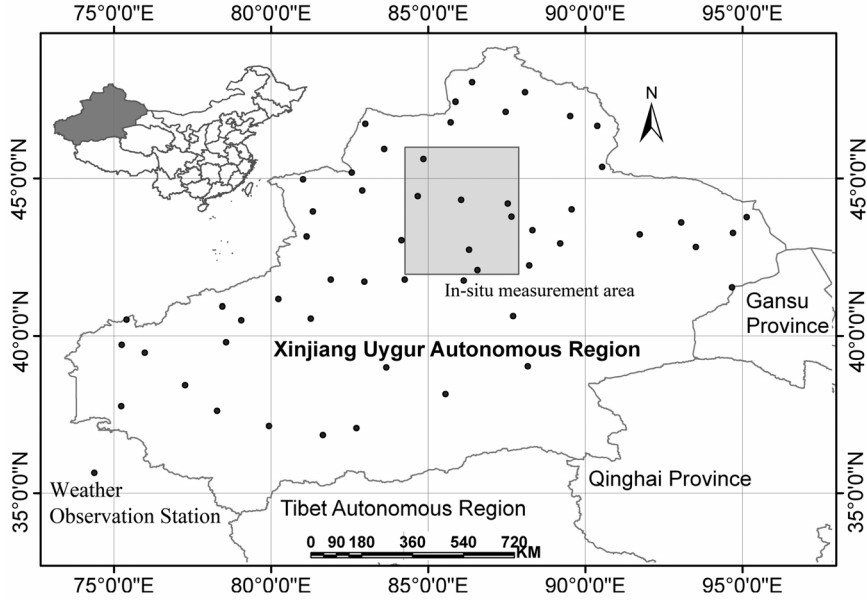 75°0'0"E 80°0'0"E 85°0'0"E 90°0'0"E 95°0'0"E
N
45°0'0"N 45°0'0"N
In-situ measurement area
Gansu
Province
40°0'0"N 40°0'0"N
Xinjiang Uygur Autonomous Region
Qinghai Province
Weather
Observation Station
35°0'0"N 35°0'0"N
Tibet Autonomous Region
0 90 180 360 540 720
KM
75°0'0"E 80°0'0"E 85°0'0"E 90°0'0"E 95°0'0"E